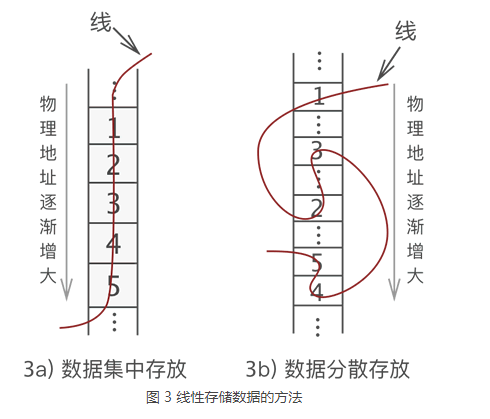 线
物理地址逐渐增大
⋮
1
2
3
4
5
⋮
3a) 数据集中存放
线
物理地址逐渐增大
⋮
1
⋮
3
⋮
2
⋮
5
4
⋮
3b) 数据分散存放
图 3 线性存储数据的方法